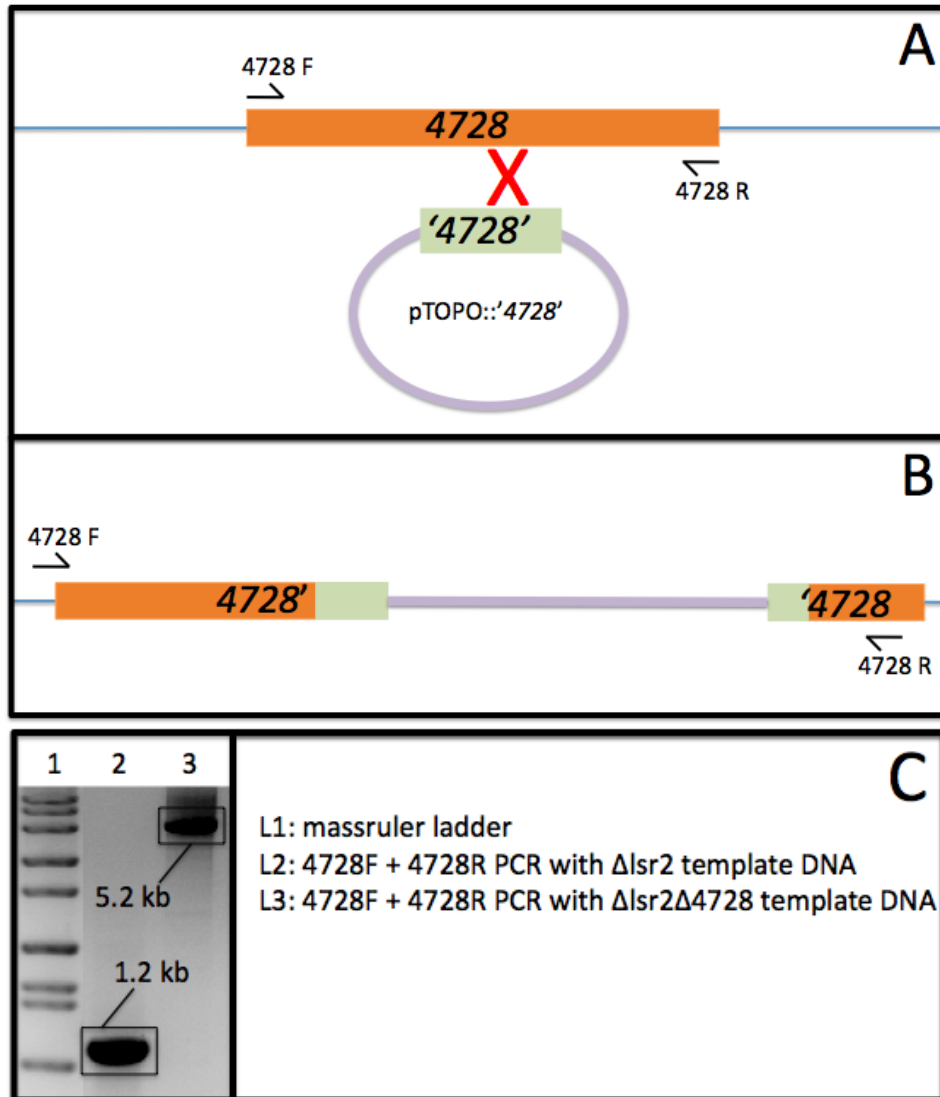 A
4728 F
4728
4728 R
‘4728’
pTOPO::’4728’
B
4728 F
4728’
‘4728
4728 R
C
1 2 3
5.2 kb
1.2 kb
L1: massruler ladder
L2: 4728F + 4728R PCR with Δlsr2 template DNA
L3: 4728F + 4728R PCR with Δlsr2Δ4728 template DNA